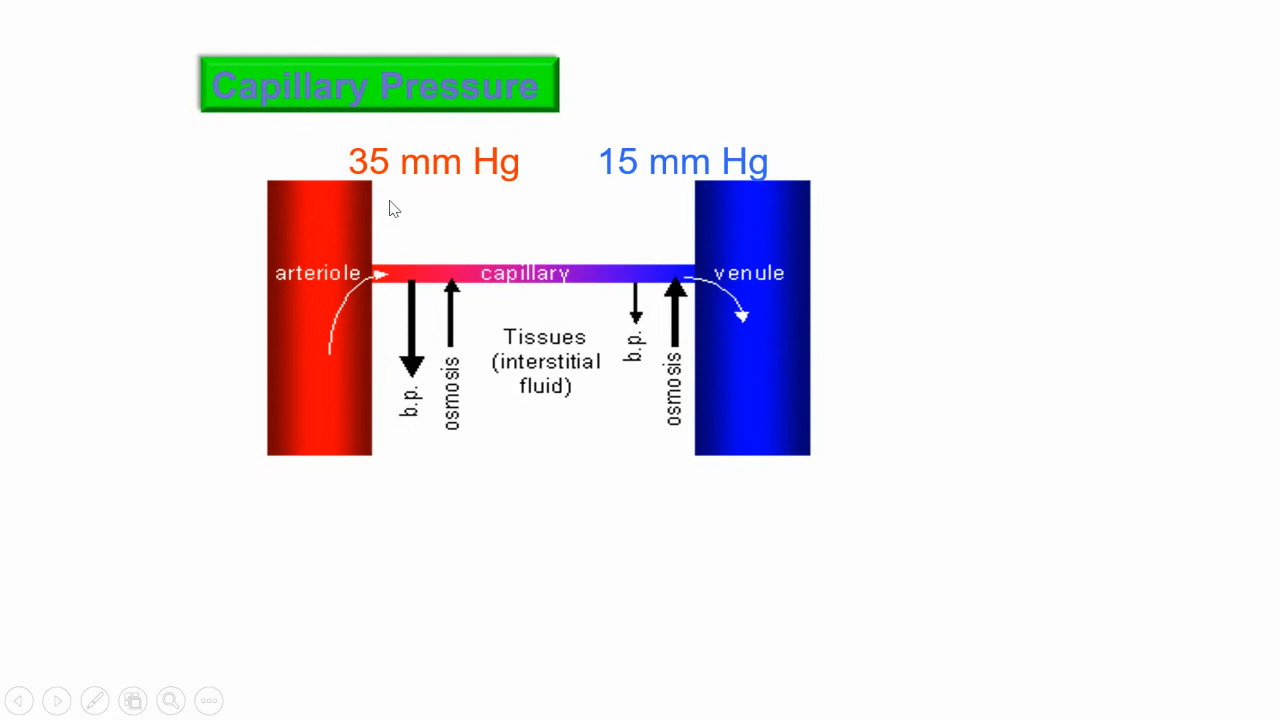 Capillary Pressure
35 mm Hg
15 mm Hg
arteriole
capillary
venule
b.p.
osmosis
Tissues
(interstitial
fluid)
b.p.
osmosis